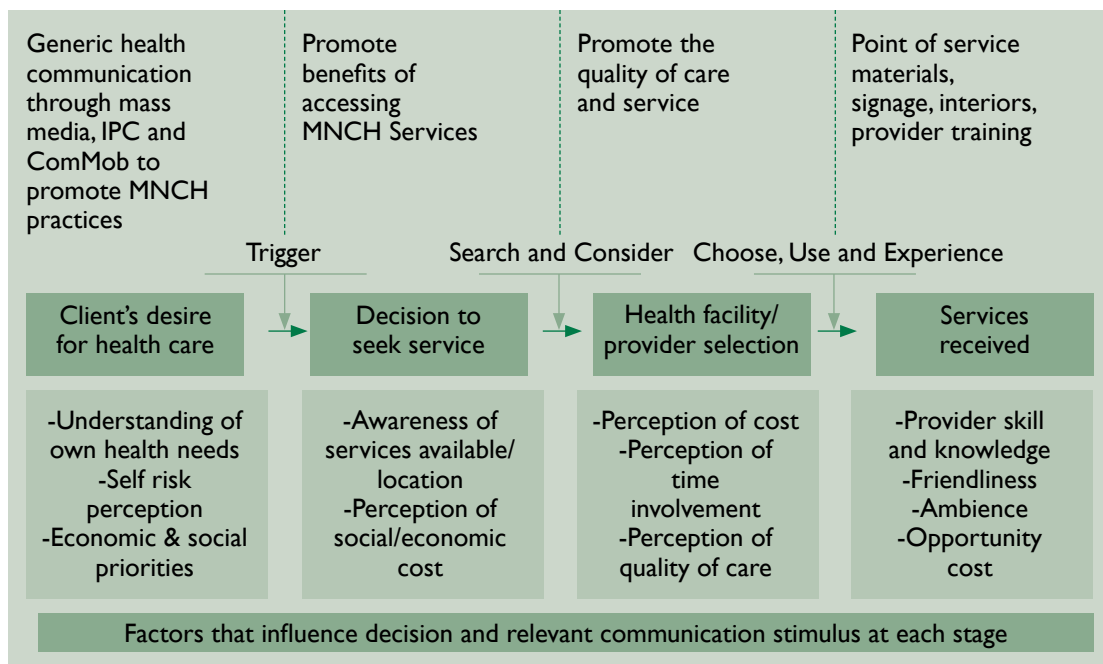 Generic health
communication
through mass
media, IPC and
ComMob to
promote MNCH
practices
Promote
benefits of
accessing
MNCH Services
Promote the
quality of care
and service
Point of service
materials,
signage, interiors,
provider training
Trigger
Search and Consider
Choose, Use and Experience
Client's desire
for health care
Decision to
seek service
Health facility/
provider selection
Services
received
-Understanding of
own health needs
-Self risk
perception
-Economic & social
priorities
-Awareness of
services available/
location
-Perception of
social/economic
cost
-Perception of cost
-Perception of
time
involvement
-Perception of
quality of care
-Provider skill
and knowledge
-Friendliness
-Ambience
-Opportunity
cost
Factors that influence decision and relevant communication stimulus at each stage